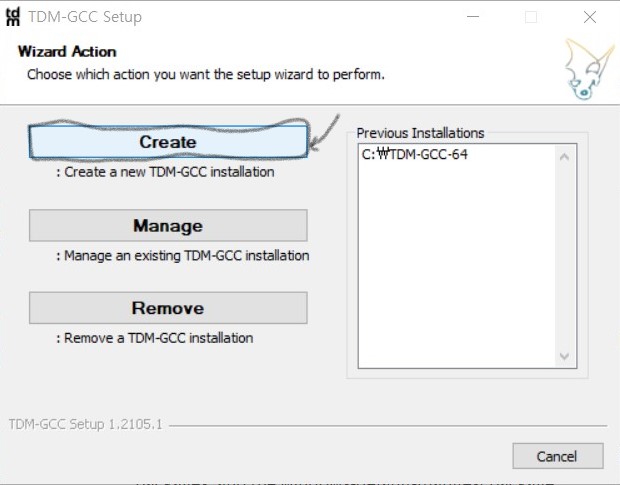 tdm TDM-GCC Setup
Wizard Action
Choose which action you want the setup wizard to perform.
Create
: Create a new TDM-GCC installation
Manage
: Manage an existing TDM-GCC installation
Remove
: Remove a TDM-GCC installation
Previous Installations
C:₩TDM-GCC-64
TDM-GCC Setup 1.2105.1
Cancel